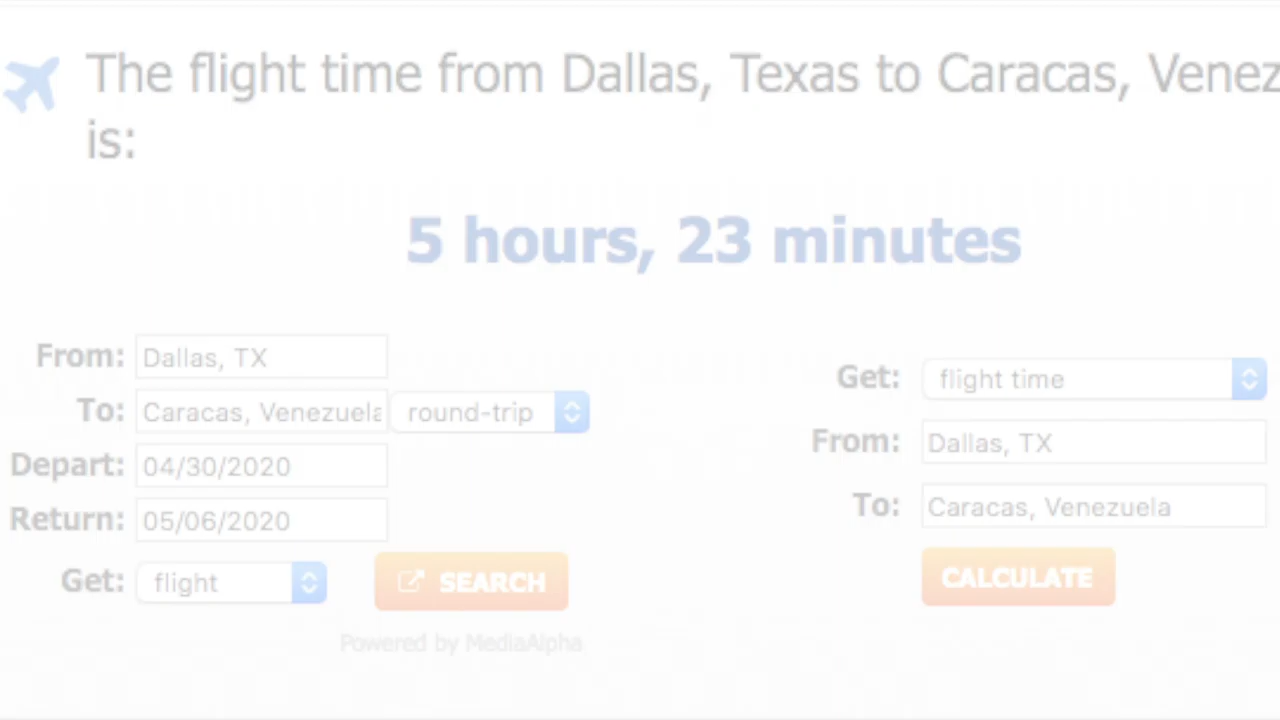 The flight time from Dallas, Texas to Caracas,
is:
5 hours, 23 minutes
From: Dallas, TX
To: Caracas, Venezuela round-trip
Depart: 04/30/2020
Return: 05/06/2020
Get: flight SEARCH
Powered by MediaAlpha
Get: flight time
From: Dallas, TX
To: Caracas, Venezuela
CALCULATE